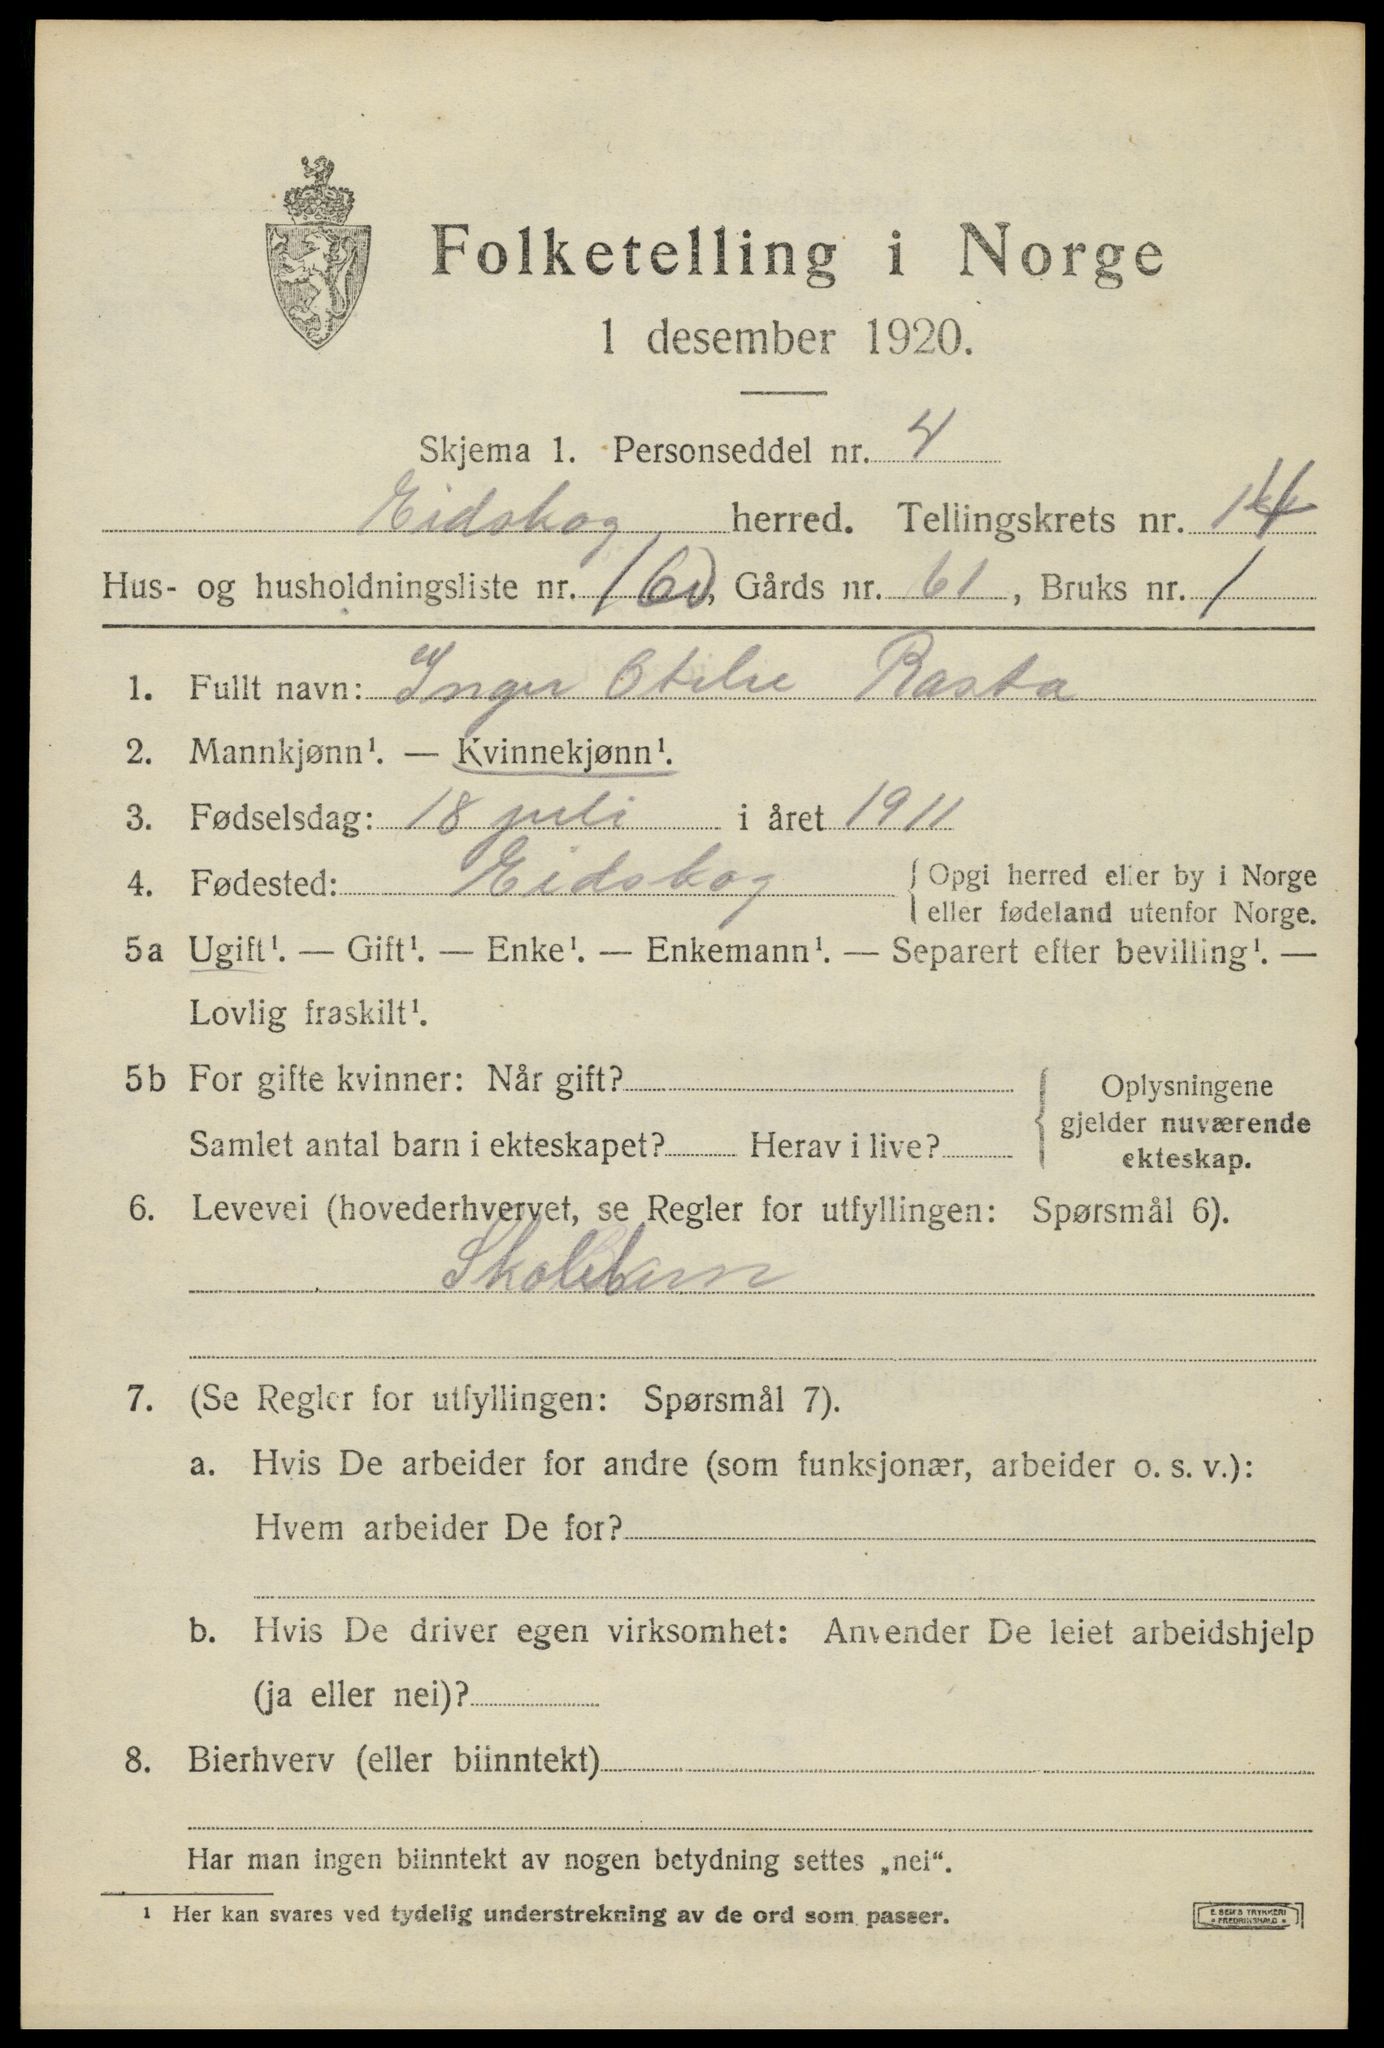 Folketelling i Norge
1 desember 1920.
Skjema 1. Personseddel nr. 4
Eidskog herred. Tellingskrets nr. 14
Hus- og husholdningsliste nr. 60, Gårds nr. 61, Bruks nr. 1
1. Fullt navn: Inger Otilie Rasta
2. Mannkjønn¹. — Kvinnekjønn¹.
3. Fødselsdag: 18 juli i året 1911
4. Fødested: Eidskog { Opgi herred eller by i Norge
eller fødeland utenfor Norge.
5a Ugift¹. — Gift¹. — Enke¹. — Enkemann¹. — Separert efter bevilling¹. —
Lovlig fraskilt¹.
5b For gifte kvinner: Når gift?
Samlet antal barn i ekteskapet? Herav i live?
{ Oplysningene
gjelder nuværende
ekteskap.
6. Levevei (hovederhvervet, se Regler for utfyllingen: Spørsmål 6).
Skolebarn
7. (Se Regler for utfyllingen: Spørsmål 7).
a. Hvis De arbeider for andre (som funksjonær, arbeider o. s. v.):
Hvem arbeider De for?
b. Hvis De driver egen virksomhet: Anvender De leiet arbeidshjelp
(ja eller nei)?
8. Bierhverv (eller biinntekt)
Har man ingen biinntekt av nogen betydning settes „nei“.
¹ Her kan svares ved tydelig understrekning av de ord som passer.
E. SEM'S TRYKKERI
• FREDRIKSHALD •